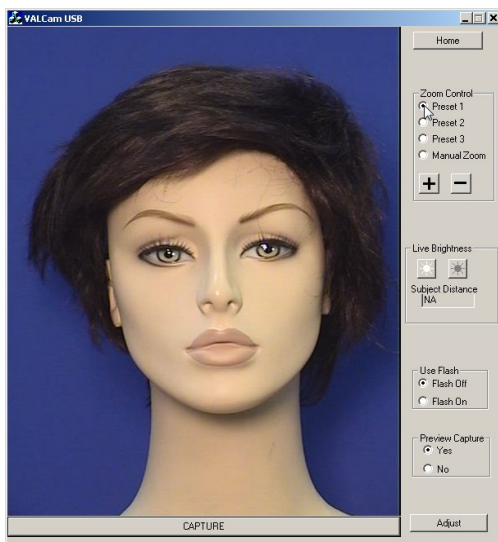 VALCam USB
Home
Zoom Control
Preset 1
Preset 2
Preset 3
Manual Zoom
+ -
Live Brightness
Subject Distance
NA
Use Flash
Flash Off
Flash On
Preview Capture
Yes
No
CAPTURE
Adjust